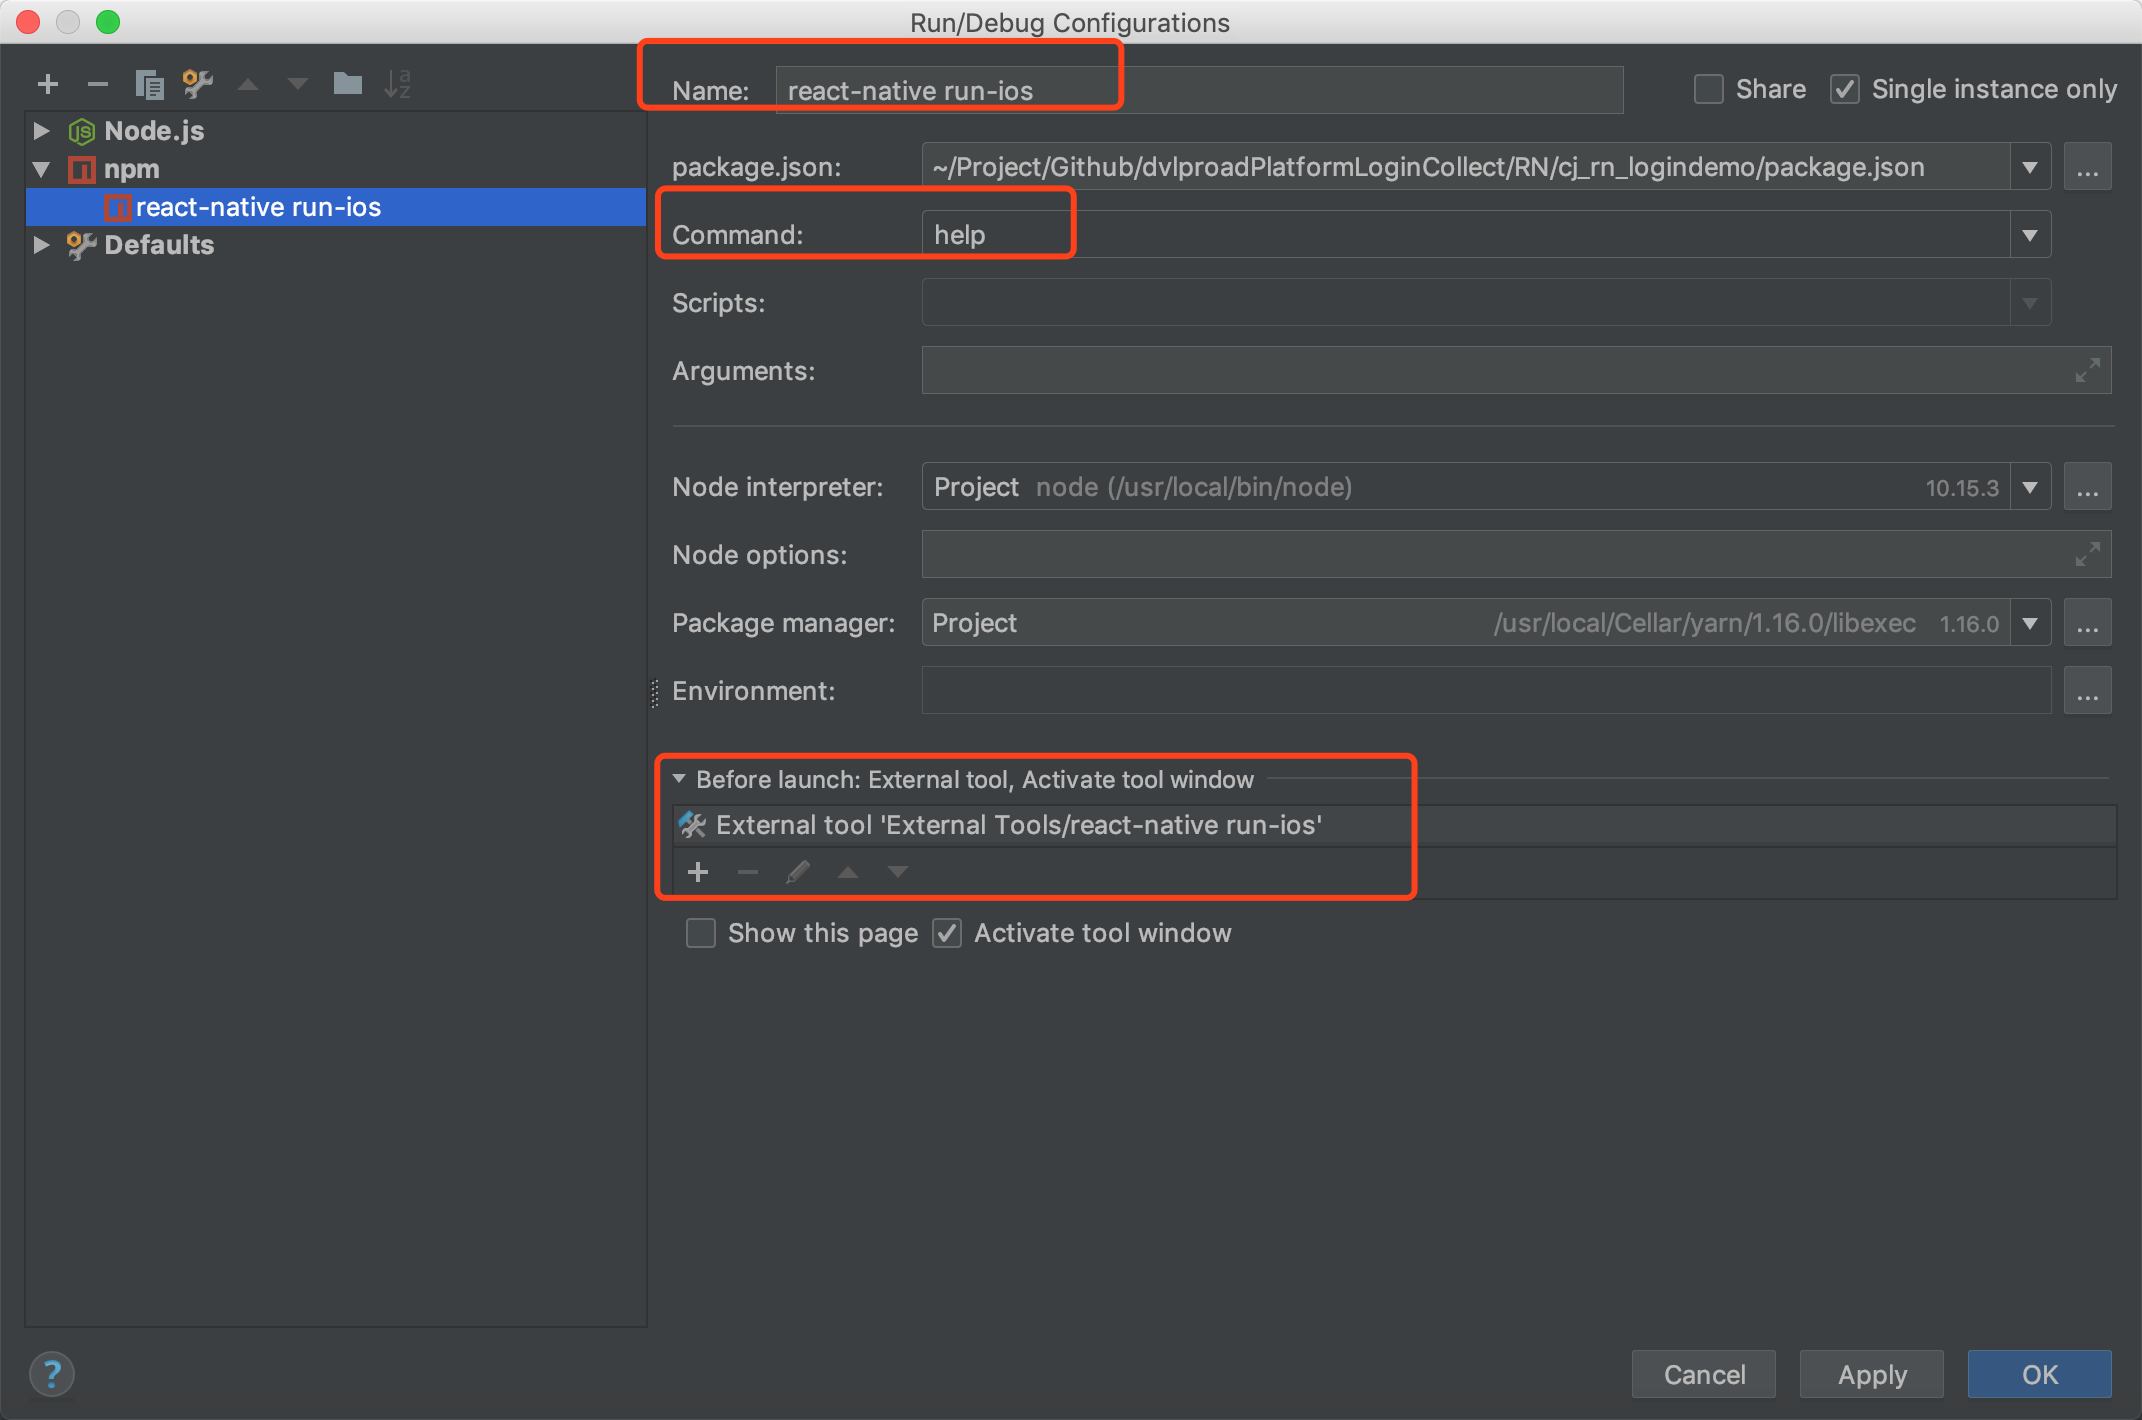 Run/Debug Configurations
Name: react-native run-ios
Share
Single instance only
Node.js
npm
react-native run-ios
Defaults
package.json: ~/Project/Github/dvlproadPlatformLoginCollect/RN/cj_rn_logindemo/package.json ...
Command: help
Scripts:
Arguments:
Node interpreter: Project node (/usr/local/bin/node) 10.15.3 ...
Node options:
Package manager: Project /usr/local/Cellar/yarn/1.16.0/libexec 1.16.0 ...
Environment: ...
Before launch: External tool, Activate tool window
External tool 'External Tools/react-native run-ios'
Show this page
Activate tool window
?
Cancel
Apply
OK